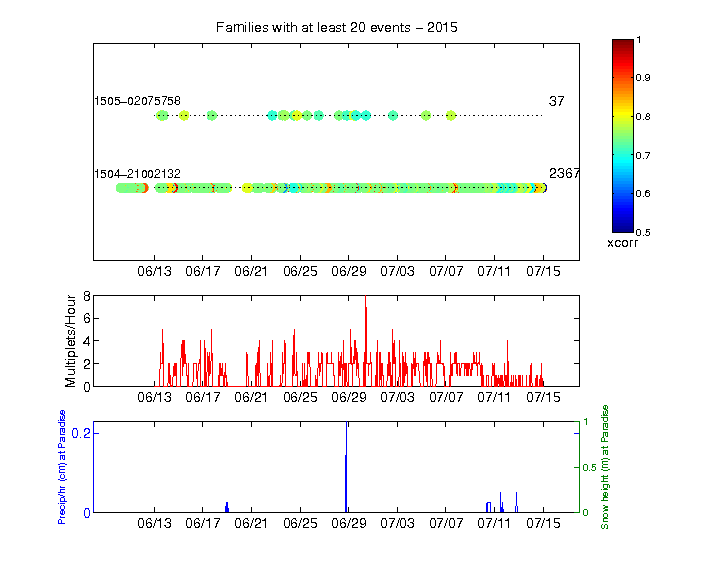 Families with at least 20 events – 2015
1505–02075758
37
1504–21002132
2367
06/13 06/17 06/21 06/25 06/29 07/03 07/07 07/11 07/15
1
0.9
0.8
0.7
0.6
0.5
xcorr
Multiplets/Hour
8
6
4
2
0
06/13 06/17 06/21 06/25 06/29 07/03 07/07 07/11 07/15
Precip/hr (cm) at Paradise
0.2
0
1
0.5
0
Snow height (m) at Paradise
06/13 06/17 06/21 06/25 06/29 07/03 07/07 07/11 07/15